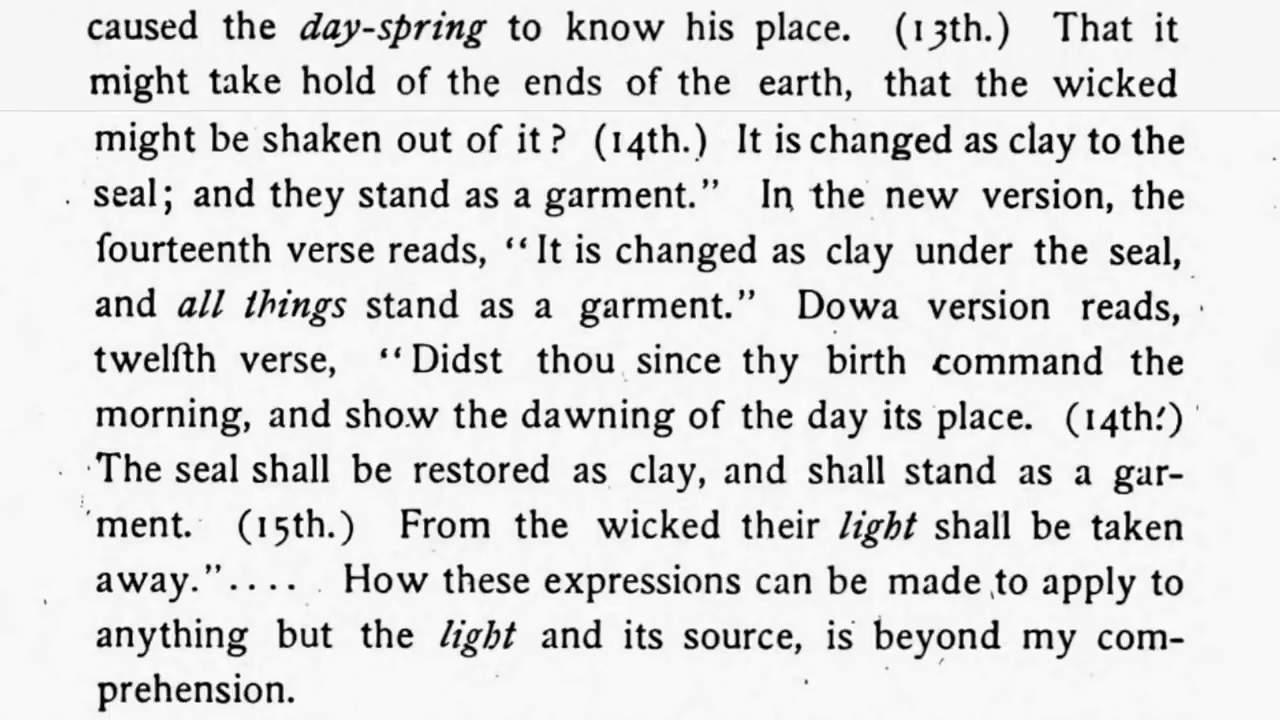 caused the day-spring to know his place. (13th.) That it
might take hold of the ends of the earth, that the wicked
might be shaken out of it? (14th.) It is changed as clay to the
seal; and they stand as a garment.” In the new version, the
fourteenth verse reads, “It is changed as clay under the seal,
and all things stand as a garment.” Dowa version reads,
twelfth verse, “Didst thou since thy birth command the
morning, and show the dawning of the day its place. (14th.)
The seal shall be restored as clay, and shall stand as a gar-
ment. (15th.) From the wicked their light shall be taken
away.”.... How these expressions can be made to apply to
anything but the light and its source, is beyond my com-
prehension.